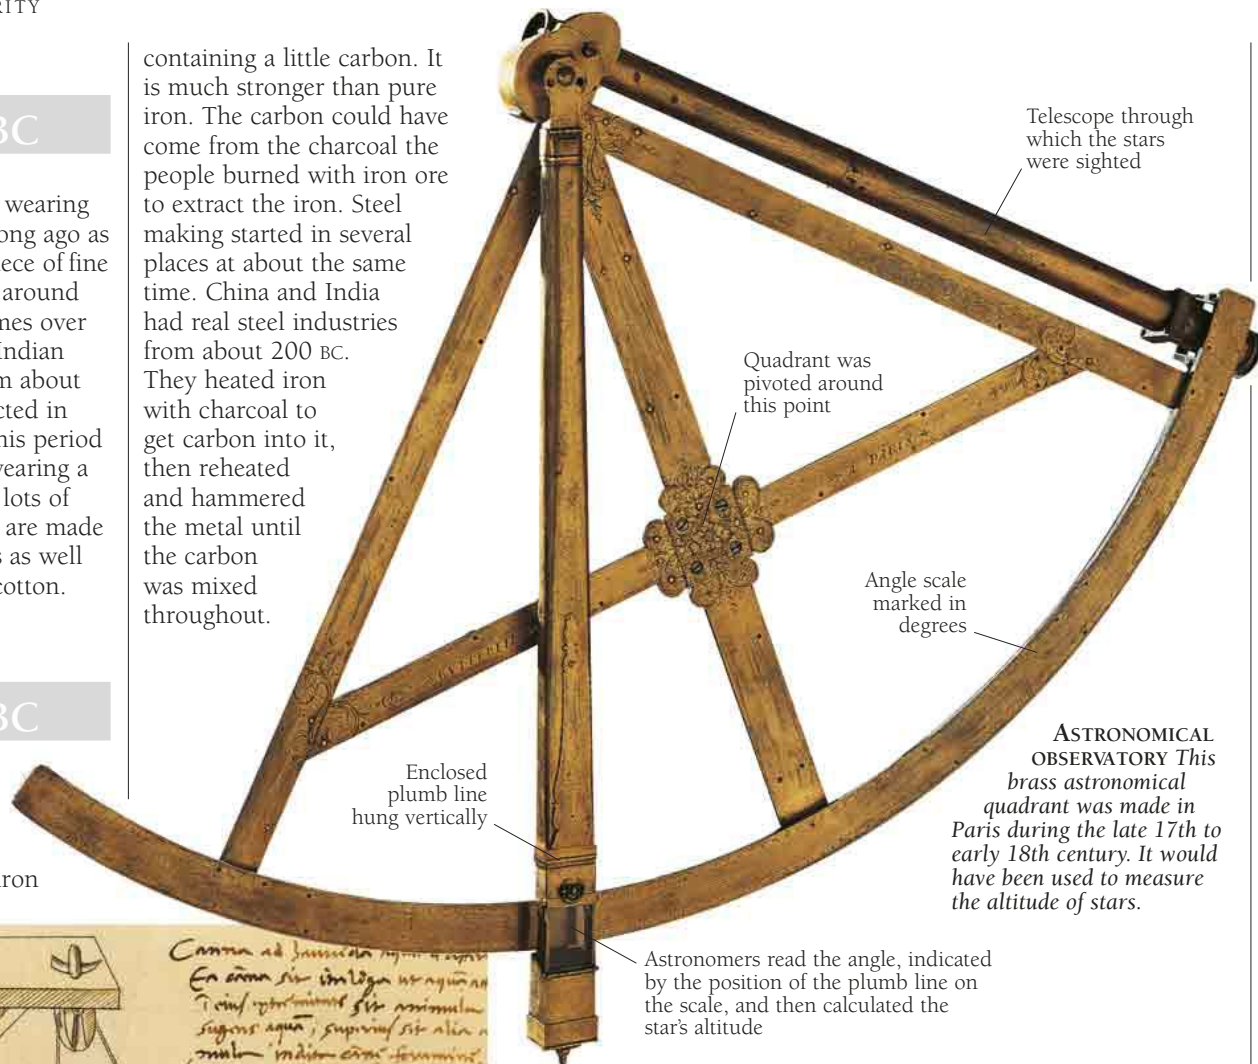 RITY
BC
wearing
ong ago as
iece of fine
around
mes over
Indian
m about
cted in
his period
wearing a
lots of
are made
s as well
cotton.
BC
iron
containing a little carbon. It
is much stronger than pure
iron. The carbon could have
come from the charcoal the
people burned with iron ore
to extract the iron. Steel
making started in several
places at about the same
time. China and India
had real steel industries
from about 200 BC.
They heated iron
with charcoal to
get carbon into it,
then reheated
and hammered
the metal until
the carbon
was mixed
throughout.
Telescope through
which the stars
were sighted
Quadrant was
pivoted around
this point
A PARIS
Angle scale
marked in
degrees
Enclosed
plumb line
hung vertically
ASTRONOMICAL
OBSERVATORY This
brass astronomical
quadrant was made in
Paris during the late 17th to
early 18th century. It would
have been used to measure
the altitude of stars.
Astronomers read the angle, indicated
by the position of the plumb line on
the scale, and then calculated the
star's altitude